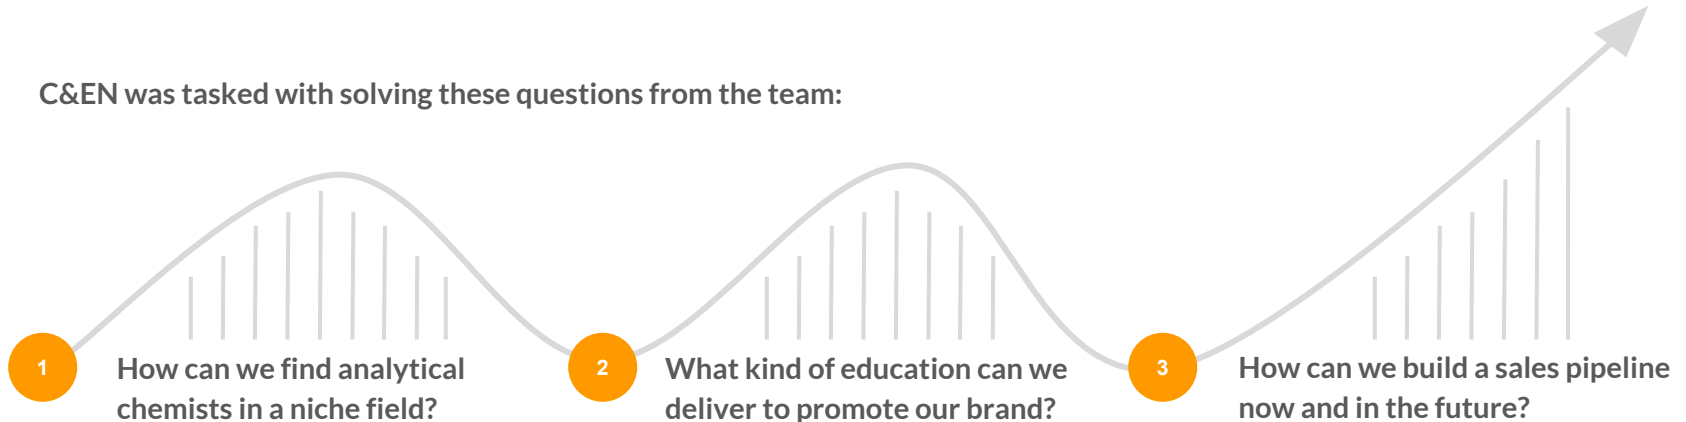 C&EN was tasked with solving these questions from the team:
1
How can we find analytical
chemists in a niche field?
2
What kind of education can we
deliver to promote our brand?
3
How can we build a sales pipeline
now and in the future?